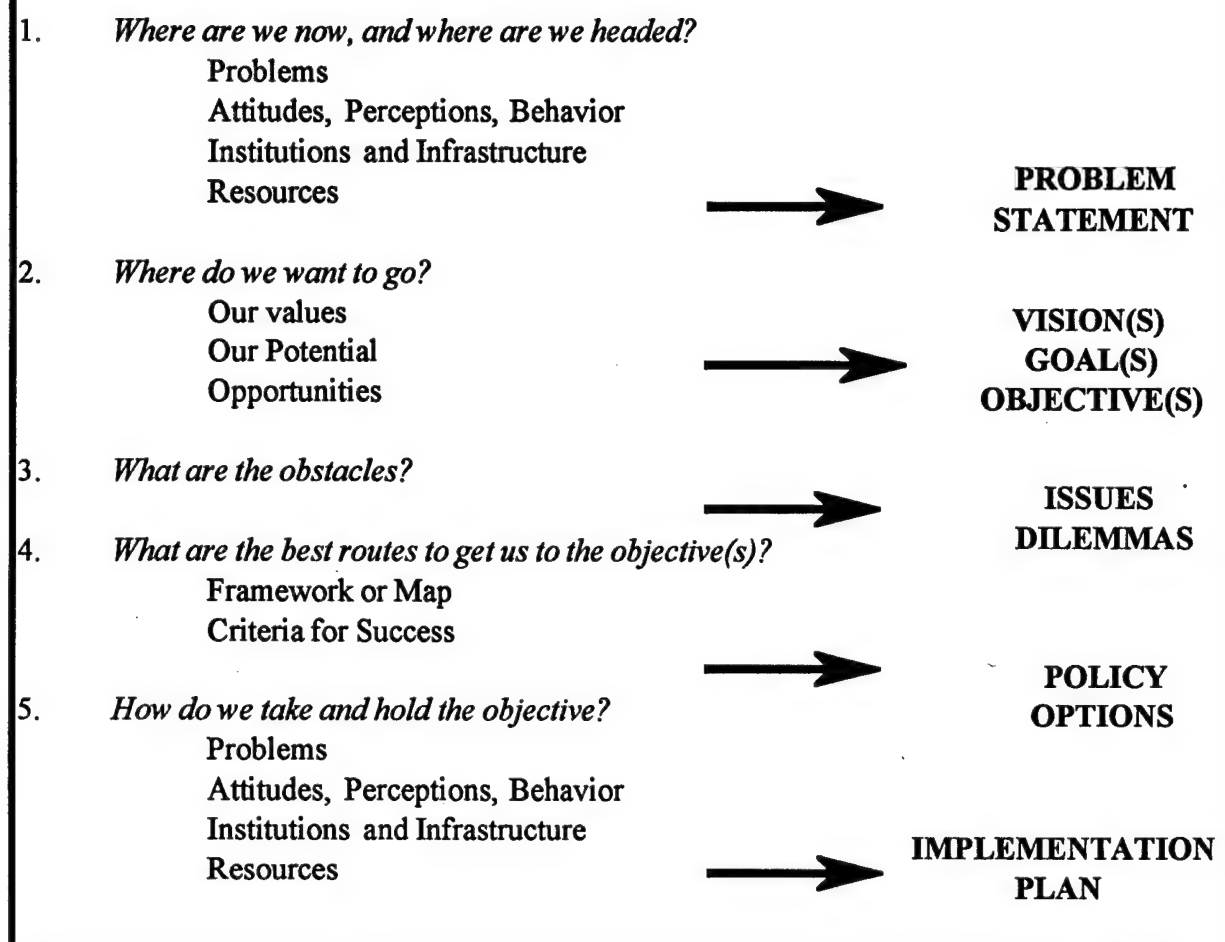 1. Where are we now, and where are we headed?
Problems
Attitudes, Perceptions, Behavior
Institutions and Infrastructure
Resources
PROBLEM
STATEMENT
2. Where do we want to go?
Our values
Our Potential
Opportunities
VISION(S)
GOAL(S)
OBJECTIVE(S)
3. What are the obstacles?
ISSUES
DILEMMAS
4. What are the best routes to get us to the objective(s)?
Framework or Map
Criteria for Success
POLICY
OPTIONS
5. How do we take and hold the objective?
Problems
Attitudes, Perceptions, Behavior
Institutions and Infrastructure
Resources
IMPLEMENTATION
PLAN